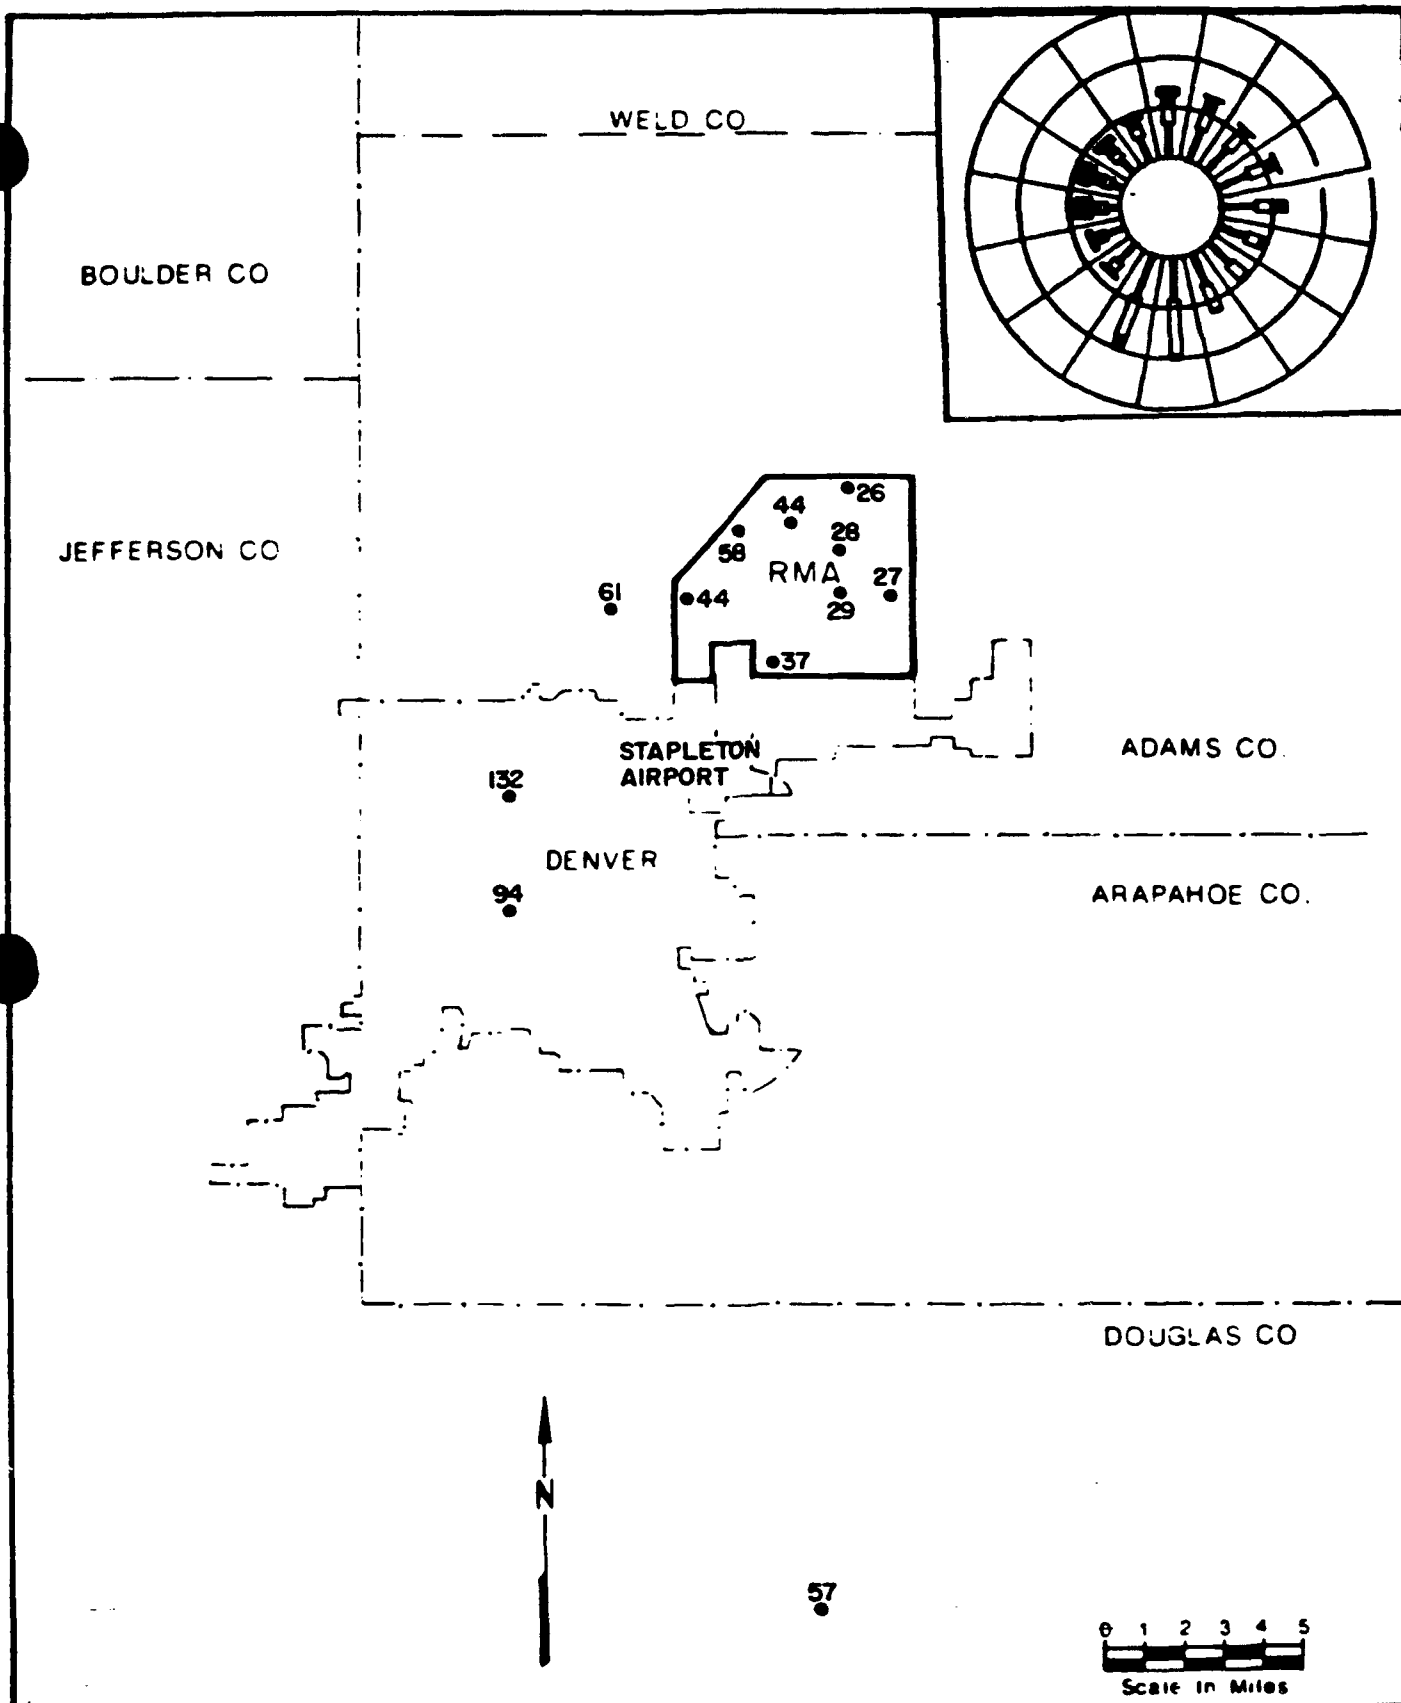 WELD CO
BOULDER CO
26
44
28
58
JEFFERSON CO
RMA
27
61
44
29
37
STAPLETON
AIRPORT
ADAMS CO.
132
DENVER
94
ARAPAHOE CO.
DOUGLAS CO
N
57
0 1 2 3 4 5
Scale In Miles